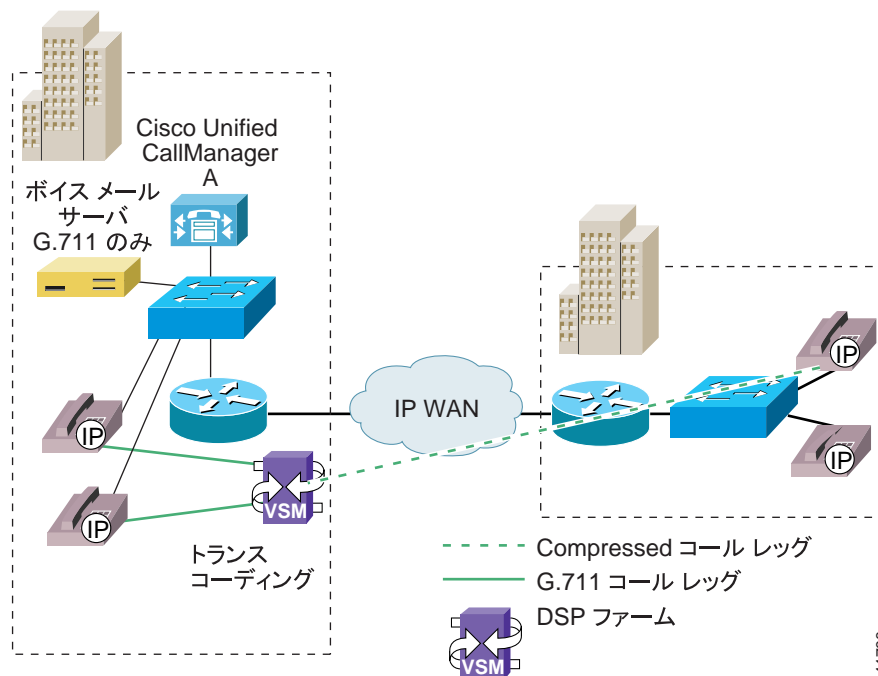 Cisco Unified
CallManager
A
ボイス メール
サーバ
G.711 のみ
IP
IP
VSM
トランス
コーディング
IP WAN
IP
IP
Compressed コール レッグ
G.711 コール レッグ
DSP ファーム
VSM